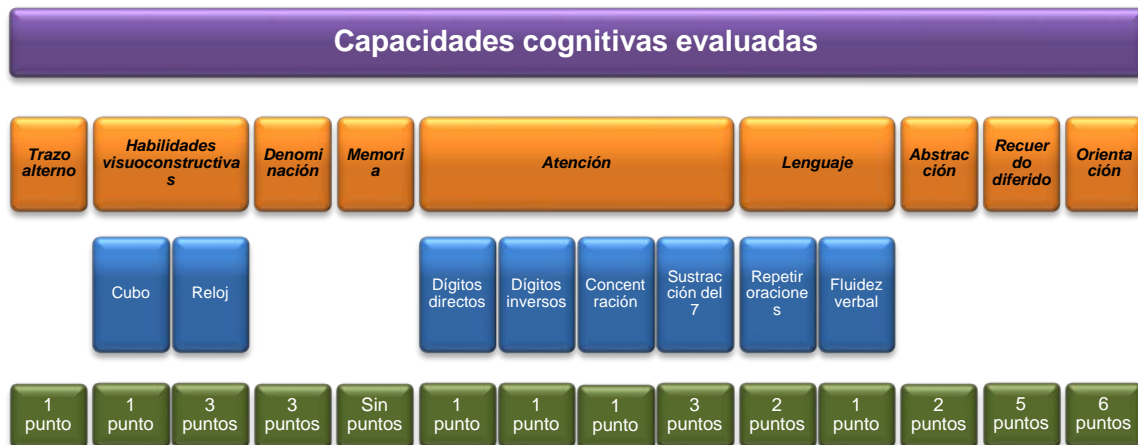 Capacidades cognitivas evaluadas
Trazo
alterno
Habilidades
visuoconstructiva
s
Denomi
nación
Memori
a
Atención
Lenguaje
Abstrac
ción
Recuer
do
diferido
Orienta
ción
Cubo
Reloj
Dígitos
directos
Dígitos
inversos
Concent
ración
Sustrac
ción del
7
Repetir
oracione
s
Fluidez
verbal
1
punto
1
punto
3
puntos
3
puntos
Sin
puntos
1
punto
1
punto
1
punto
3
puntos
2
puntos
1
punto
2
puntos
5
puntos
6
puntos